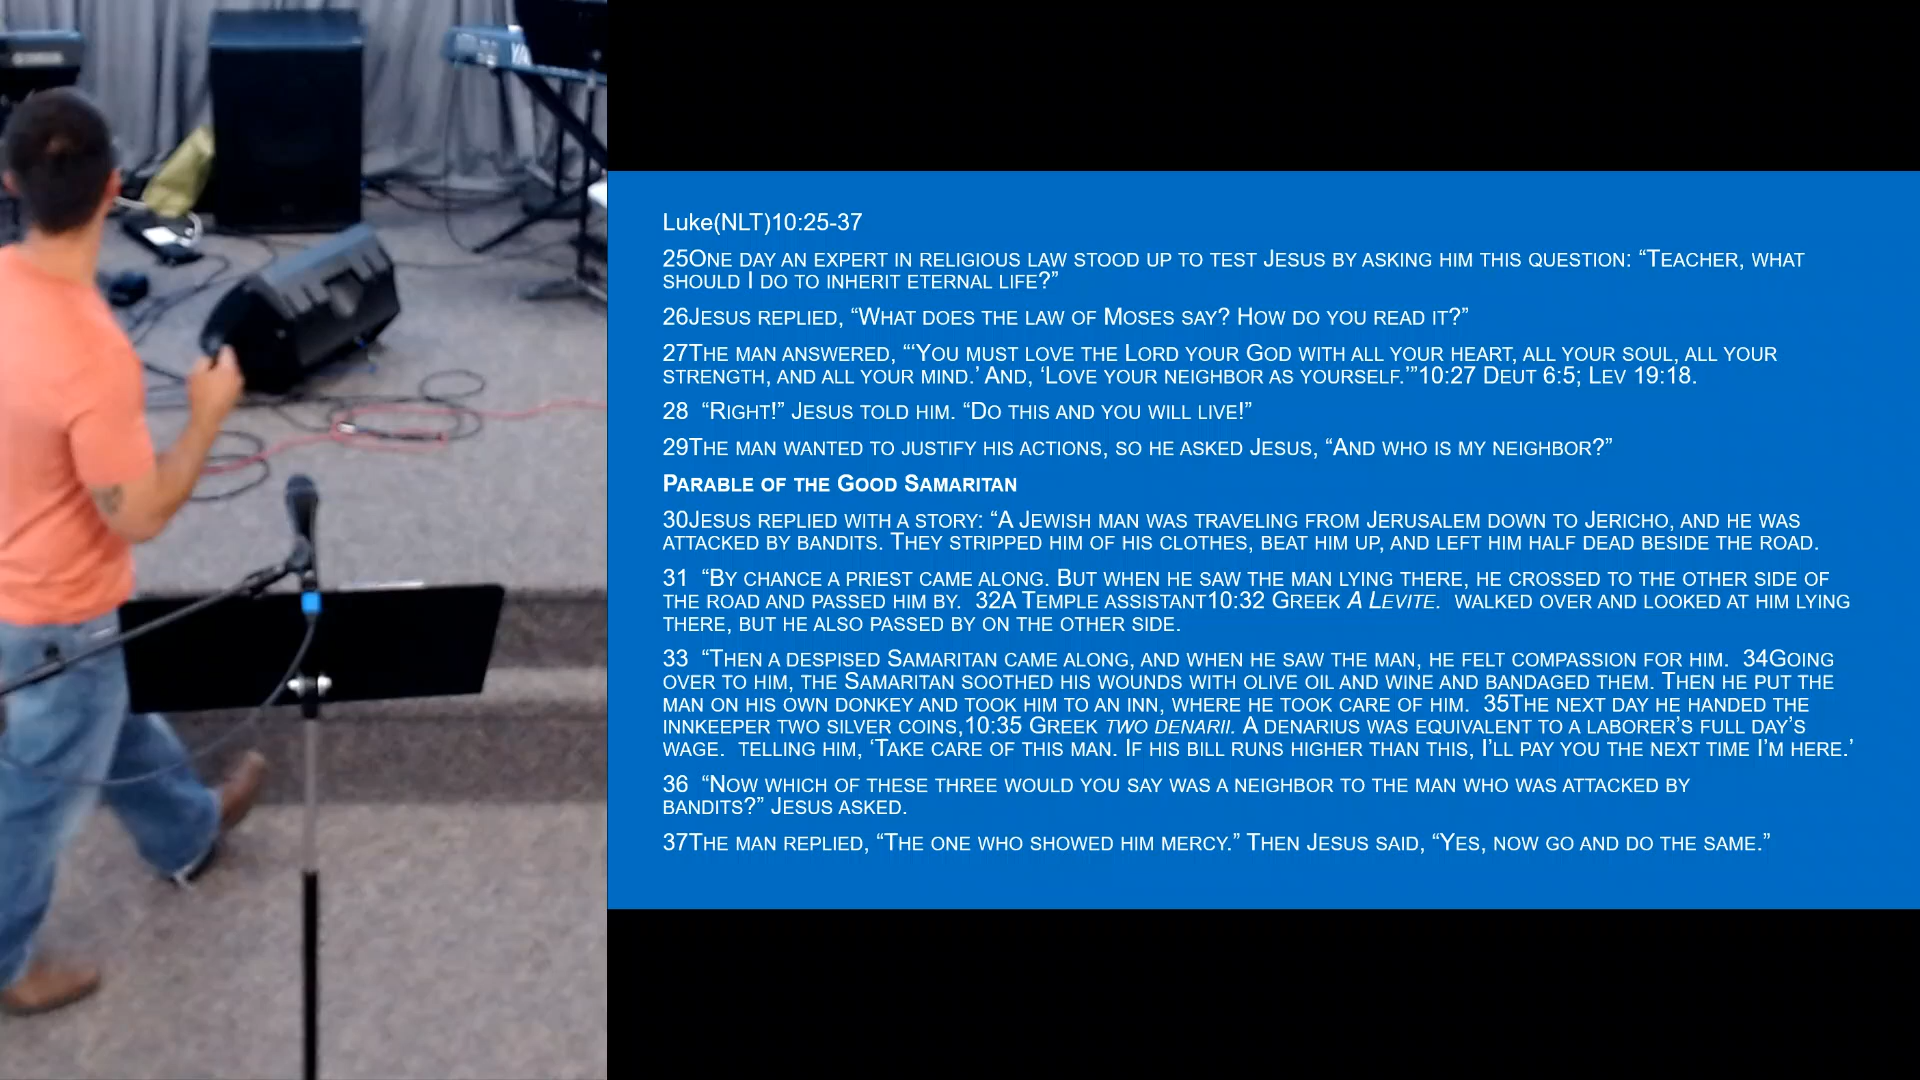 Luke(NLT)10:25-37
25One day an expert in religious law stood up to test Jesus by asking him this question: “Teacher, what
should I do to inherit eternal life?”
26Jesus replied, “What does the law of Moses say? How do you read it?”
27The man answered, “‘You must love the Lord your God with all your heart, all your soul, all your
strength, and all your mind.’ And, ‘Love your neighbor as yourself.’”10:27 Deut 6:5; Lev 19:18.
28  “Right!” Jesus told him. “Do this and you will live!”
29The man wanted to justify his actions, so he asked Jesus, “And who is my neighbor?”
Parable of the Good Samaritan
30Jesus replied with a story: “A Jewish man was traveling from Jerusalem down to Jericho, and he was
attacked by bandits. They stripped him of his clothes, beat him up, and left him half dead beside the road.
31  “By chance a priest came along. But when he saw the man lying there, he crossed to the other side of
the road and passed him by.  32A Temple assistant10:32 Greek A Levite.  walked over and looked at him lying
there, but he also passed by on the other side.
33  “Then a despised Samaritan came along, and when he saw the man, he felt compassion for him.  34Going
over to him, the Samaritan soothed his wounds with olive oil and wine and bandaged them. Then he put the
man on his own donkey and took him to an inn, where he took care of him.  35The next day he handed the
innkeeper two silver coins,10:35 Greek two denarii. A denarius was equivalent to a laborer’s full day’s
wage.  telling him, ‘Take care of this man. If his bill runs higher than this, I’ll pay you the next time I’m here.’
36  “Now which of these three would you say was a neighbor to the man who was attacked by
bandits?” Jesus asked.
37The man replied, “The one who showed him mercy.” Then Jesus said, “Yes, now go and do the same.”